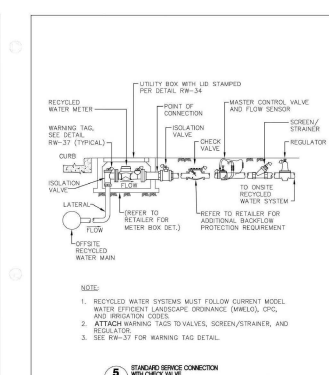 UTILITY BOX WITH LID STAMPED
PER DETAIL RW-34
RECYCLED
WATER METER
POINT OF
CONNECTION
MASTER CONTROL VALVE
AND FLOW SENSOR
WARNING TAG,
SEE DETAIL
RW-37 (TYPICAL)
ISOLATION
VALVE
CHECK
VALVE
SCREEN/
STRAINER
REGULATOR
CURB
ISOLATION
VALVE
FLOW
TO ONSITE
RECYCLED
WATER SYSTEM
LATERAL
(REFER TO
RETAILER FOR
METER BOX DET.)
REFER TO RETAILER FOR
ADDITIONAL BACKFLOW
PROTECTION REQUIREMENT
FLOW
OFFSITE
RECYCLED
WATER MAIN
NOTE:
1. RECYCLED WATER SYSTEMS MUST FOLLOW CURRENT MODEL
WATER EFFICIENT LANDSCAPE ORDINANCE (MWELO), CPC,
AND IRRIGATION CODES.
2. ATTACH WARNING TAGS TO VALVES, SCREEN/STRAINER, AND
REGULATOR.
3. SEE RW-37 FOR WARNING TAG DETAIL.
5 STANDARD SERVICE CONNECTION
WITH CHECK VALVE